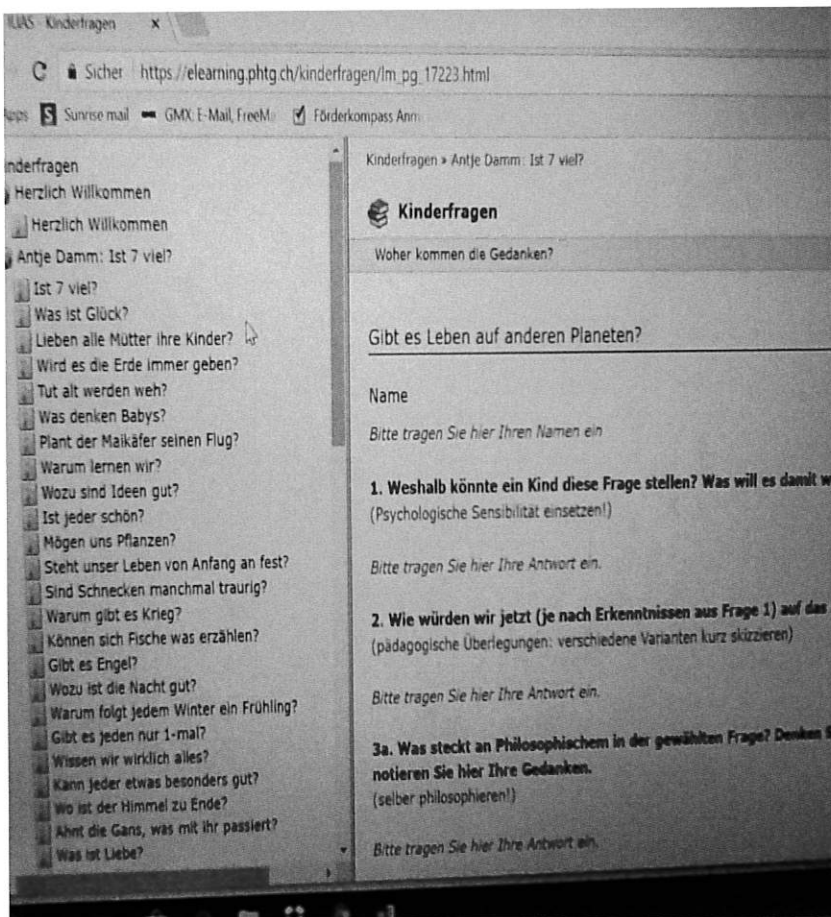 ILIAS - Kinderfragen x
Sicher https://elearning.phtg.ch/kinderfragen/lm_pg_17223.html
Apps S Sunrise mail GMX: E-Mail, FreeM Förderkompass Anm
Kinderfragen
Herzlich Willkommen
Herzlich Willkommen
Antje Damm: Ist 7 viel?
Ist 7 viel?
Was ist Glück?
Lieben alle Mütter ihre Kinder?
Wird es die Erde immer geben?
Tut alt werden weh?
Was denken Babys?
Plant der Maikäfer seinen Flug?
Warum lernen wir?
Wozu sind Ideen gut?
Ist jeder schön?
Mögen uns Pflanzen?
Steht unser Leben von Anfang an fest?
Sind Schnecken manchmal traurig?
Warum gibt es Krieg?
Können sich Fische was erzählen?
Gibt es Engel?
Wozu ist die Nacht gut?
Warum folgt jedem Winter ein Frühling?
Gibt es jeden nur 1-mal?
Wissen wir wirklich alles?
Kann jeder etwas besonders gut?
Wo ist der Himmel zu Ende?
Ahnt die Gans, was mit ihr passiert?
Was ist Liebe?
Kinderfragen » Antje Damm: Ist 7 viel?
Kinderfragen
Woher kommen die Gedanken?
Gibt es Leben auf anderen Planeten?
Name
Bitte tragen Sie hier Ihren Namen ein
1. Weshalb könnte ein Kind diese Frage stellen? Was will es damit w
(Psychologische Sensibilität einsetzen!)
Bitte tragen Sie hier Ihre Antwort ein.
2. Wie würden wir jetzt (je nach Erkenntnissen aus Frage 1) auf das
(pädagogische Überlegungen: verschiedene Varianten kurz skizzieren)
Bitte tragen Sie hier Ihre Antwort ein.
3a. Was steckt an Philosophischem in der gewählten Frage? Denken S
notieren Sie hier Ihre Gedanken.
(selber philosophieren!)
Bitte tragen Sie hier Ihre Antwort ein.